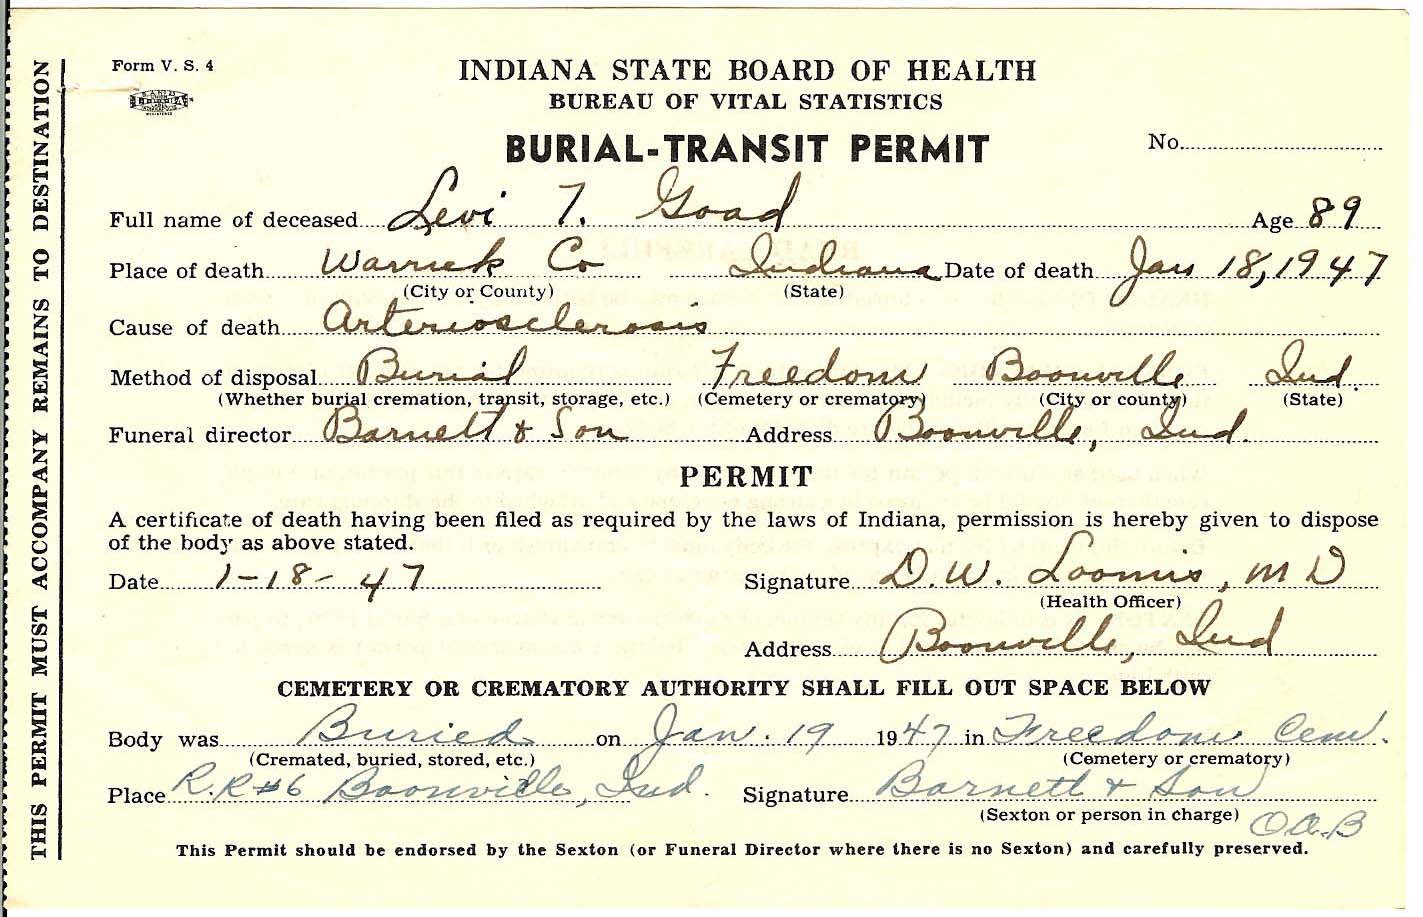 Form V. S. 4
INDIANA STATE BOARD OF HEALTH
BUREAU OF VITAL STATISTICS
BURIAL-TRANSIT PERMIT
No.
Full name of deceased Levi T. Goad Age 89
Place of death Warrick Co Indiana Date of death Jan 18, 1947
(City or County) (State)
Cause of death Arteriosclerosis
Method of disposal Burial Freedom Boonville Ind.
(Whether burial cremation, transit, storage, etc.) (Cemetery or crematory) (City or county) (State)
Funeral director Barnett & Son Address Boonville, Ind.
PERMIT
A certificate of death having been filed as required by the laws of Indiana, permission is hereby given to dispose
of the body as above stated.
Date 1-18-47 Signature D. W. Loomis, M D
(Health Officer)
Address Boonville, Ind
CEMETERY OR CREMATORY AUTHORITY SHALL FILL OUT SPACE BELOW
Body was Buried on Jan. 19 1947 in Freedom Cem.
(Cremated, buried, stored, etc.) (Cemetery or crematory)
Place R.R #6 Boonville, Ind. Signature Barnett & Son
(Sexton or person in charge) O.A.B
This Permit should be endorsed by the Sexton (or Funeral Director where there is no Sexton) and carefully preserved.
THIS PERMIT MUST ACCOMPANY REMAINS TO DESTINATION